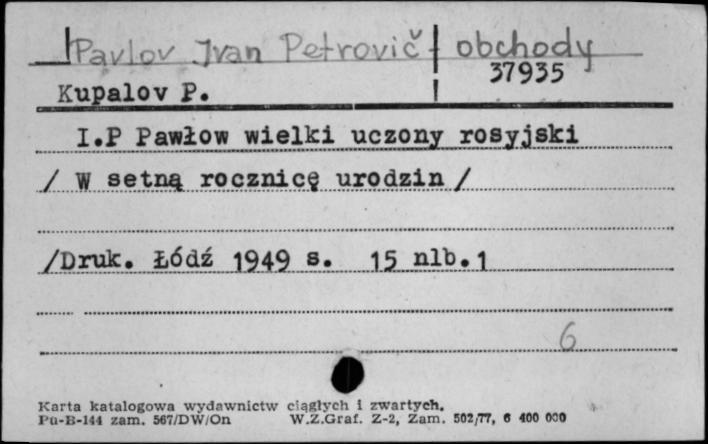 Pavlov Ivan Petrovič obchody
37935
Kupalov P.
I.P Pawłow wielki uczony rosyjski
/ W setną rocznicę urodzin /
/Druk. Łódź 1949 s. 15 nlb.1
6
Karta katalogowa wydawnictw ciągłych i zwartych.
Pu-B-144 zam. 567/DW/On W.Z.Graf. Z-2, Zam. 502/77, 6 400 000